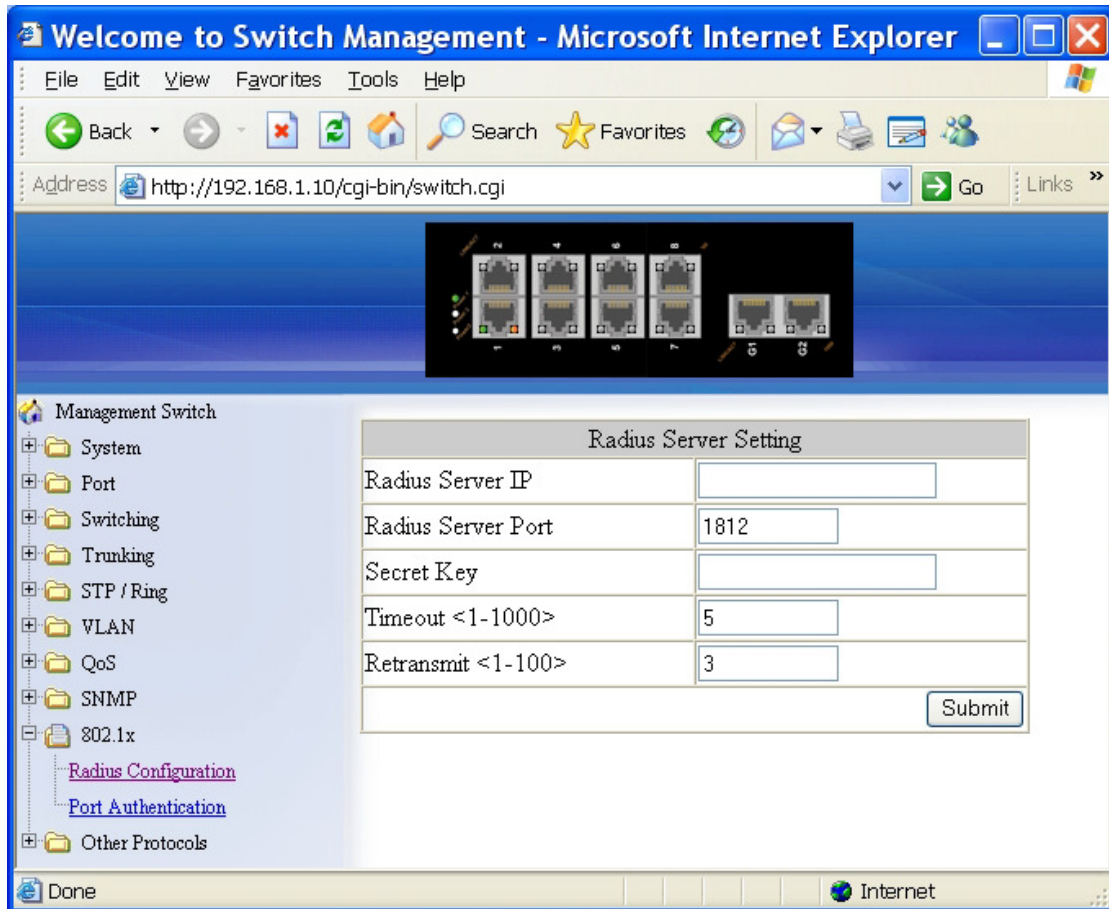 Welcome to Switch Management - Microsoft Internet Explorer
File Edit View Favorites Tools Help
Back Search Favorites
Address http://192.168.1.10/cgi-bin/switch.cgi Go Links »
2 4 6 8
1 3 5 7 G1 G2
Management Switch
System
Port
Switching
Trunking
STP / Ring
VLAN
QoS
SNMP
802.1x
Radius Configuration
Port Authentication
Other Protocols
Radius Server Setting
Radius Server IP
Radius Server Port 1812
Secret Key
Timeout <1-1000> 5
Retransmit <1-100> 3
Submit
Done Internet